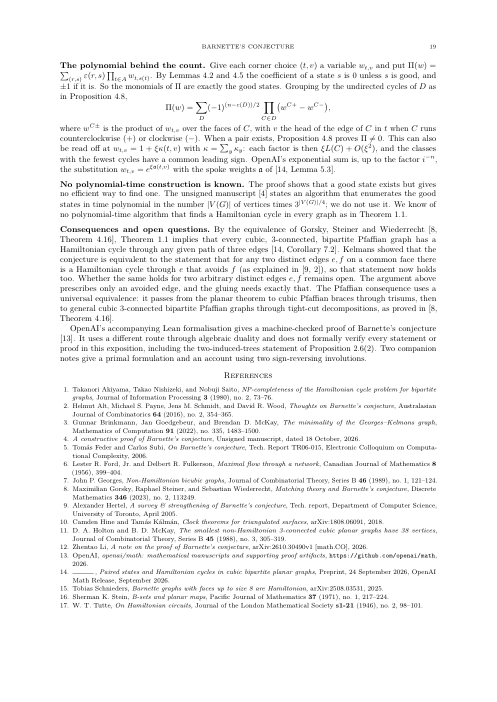 BARNETTE'S CONJECTURE 19
The polynomial behind the count. Give each corner choice (t, v) a variable w_{t,v} and put Π(w) =
∑_{(r,s)} ε(r, s) ∏_{t∈A} w_{t,s(t)}. By Lemmas 4.2 and 4.5 the coefficient of a state s is 0 unless s is good, and
±1 if it is. So the monomials of Π are exactly the good states. Grouping by the undirected cycles of D as
in Proposition 4.8,
Π(w) = ∑_D (−1)^{(n−c(D))/2} ∏_{C∈D} (w^{C+} − w^{C−}),
where w^{C±} is the product of w_{t,v} over the faces of C, with v the head of the edge of C in t when C runs
counterclockwise (+) or clockwise (−). When a pair exists, Proposition 4.8 proves Π ≠ 0. This can also
be read off at w_{t,v} = 1 + ξκ(t, v) with κ = ∑_g κ_g: each factor is then ξL(C) + O(ξ²), and the classes
with the fewest cycles have a common leading sign. OpenAI's exponential sum is, up to the factor i^{−n},
the substitution w_{t,v} = e^{ξ𝔞(t,v)} with the spoke weights 𝔞 of [14, Lemma 5.3].
No polynomial-time construction is known. The proof shows that a good state exists but gives
no efficient way to find one. The unsigned manuscript [4] states an algorithm that enumerates the good
states in time polynomial in the number |V(G)| of vertices times 3^{|V(G)|/4}; we do not use it. We know of
no polynomial-time algorithm that finds a Hamiltonian cycle in every graph as in Theorem 1.1.
Consequences and open questions. By the equivalence of Gorsky, Steiner and Wiederrecht [8,
Theorem 4.16], Theorem 1.1 implies that every cubic, 3-connected, bipartite Pfaffian graph has a
Hamiltonian cycle through any given path of three edges [14, Corollary 7.2]. Kelmans showed that the
conjecture is equivalent to the statement that for any two distinct edges e, f on a common face there
is a Hamiltonian cycle through e that avoids f (as explained in [9, 2]), so that statement now holds
too. Whether the same holds for two arbitrary distinct edges e, f remains open. The argument above
prescribes only an avoided edge, and the gluing needs exactly that. The Pfaffian consequence uses a
universal equivalence: it passes from the planar theorem to cubic Pfaffian braces through trisums, then
to general cubic 3-connected bipartite Pfaffian graphs through tight-cut decompositions, as proved in [8,
Theorem 4.16].
OpenAI's accompanying Lean formalisation gives a machine-checked proof of Barnette's conjecture
[13]. It uses a different route through algebraic duality and does not formally verify every statement or
proof in this exposition, including the two-induced-trees statement of Proposition 2.6(2). Two companion
notes give a primal formulation and an account using two sign-reversing involutions.
REFERENCES
1. Takanori Akiyama, Takao Nishizeki, and Nobuji Saito, NP-completeness of the Hamiltonian cycle problem for bipartite
graphs, Journal of Information Processing 3 (1980), no. 2, 73–76.
2. Helmut Alt, Michael S. Payne, Jens M. Schmidt, and David R. Wood, Thoughts on Barnette's conjecture, Australasian
Journal of Combinatorics 64 (2016), no. 2, 354–365.
3. Gunnar Brinkmann, Jan Goedgebeur, and Brendan D. McKay, The minimality of the Georges–Kelmans graph,
Mathematics of Computation 91 (2022), no. 335, 1483–1500.
4. A constructive proof of Barnette's conjecture, Unsigned manuscript, dated 18 October, 2026.
5. Tomás Feder and Carlos Subi, On Barnette's conjecture, Tech. Report TR06-015, Electronic Colloquium on Computa-
tional Complexity, 2006.
6. Lester R. Ford, Jr. and Delbert R. Fulkerson, Maximal flow through a network, Canadian Journal of Mathematics 8
(1956), 399–404.
7. John P. Georges, Non-Hamiltonian bicubic graphs, Journal of Combinatorial Theory, Series B 46 (1989), no. 1, 121–124.
8. Maximilian Gorsky, Raphael Steiner, and Sebastian Wiederrecht, Matching theory and Barnette's conjecture, Discrete
Mathematics 346 (2023), no. 2, 113249.
9. Alexander Hertel, A survey & strengthening of Barnette's conjecture, Tech. report, Department of Computer Science,
University of Toronto, April 2005.
10. Camden Hine and Tamás Kálmán, Clock theorems for triangulated surfaces, arXiv:1808.06091, 2018.
11. D. A. Holton and B. D. McKay, The smallest non-Hamiltonian 3-connected cubic planar graphs have 38 vertices,
Journal of Combinatorial Theory, Series B 45 (1988), no. 3, 305–319.
12. Zhentao Li, A note on the proof of Barnette's conjecture, arXiv:2610.30490v1 [math.CO], 2026.
13. OpenAI, openai/math: mathematical manuscripts and supporting proof artifacts, https://github.com/openai/math,
2026.
14. ____, Paired states and Hamiltonian cycles in cubic bipartite planar graphs, Preprint, 24 September 2026, OpenAI
Math Release, September 2026.
15. Tobias Schnieders, Barnette graphs with faces up to size 8 are Hamiltonian, arXiv:2508.03531, 2025.
16. Sherman K. Stein, B-sets and planar maps, Pacific Journal of Mathematics 37 (1971), no. 1, 217–224.
17. W. T. Tutte, On Hamiltonian circuits, Journal of the London Mathematical Society s1-21 (1946), no. 2, 98–101.